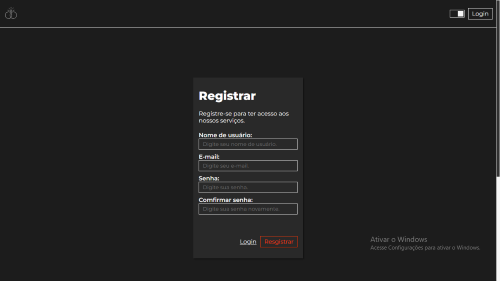 Login
Registrar
Registre-se para ter acesso aos
nossos serviços.
Nome de usuário:
Digite seu nome de usuário.
E-mail:
Digite seu e-mail.
Senha:
Digite sua senha.
Comfirmar senha:
Digite sua senha novamente.
Login Resgistrar
Ativar o Windows
Acesse Configurações para ativar o Windows.